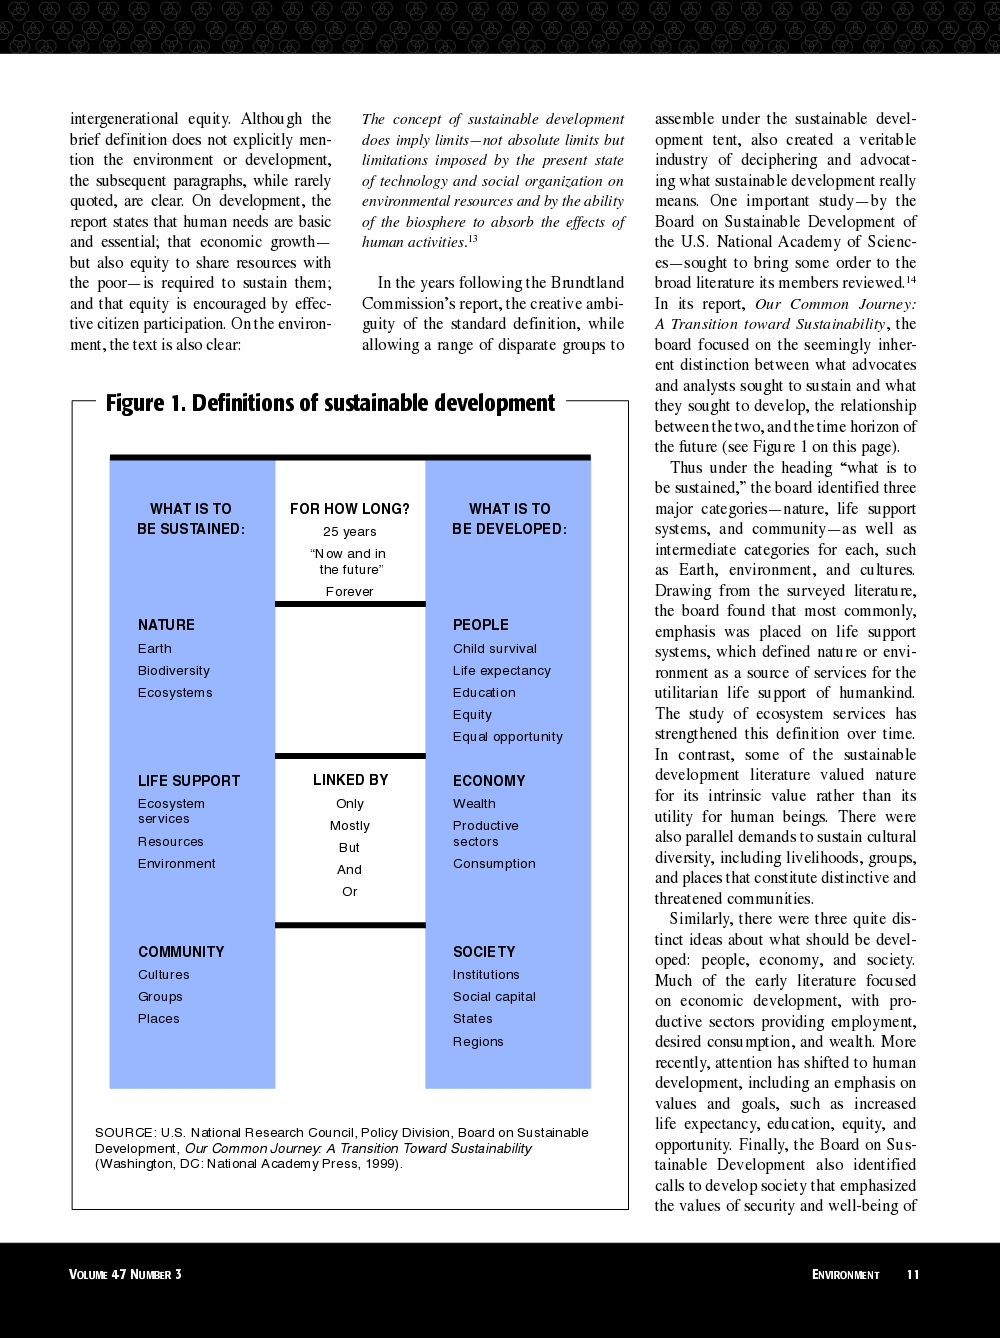 intergenerational equity. Although the
brief definition does not explicitly men-
tion the environment or development,
the subsequent paragraphs, while rarely
quoted, are clear. On development, the
report states that human needs are basic
and essential; that economic growth—
but also equity to share resources with
the poor—is required to sustain them;
and that equity is encouraged by effec-
tive citizen participation. On the environ-
ment, the text is also clear:
The concept of sustainable development
does imply limits—not absolute limits but
limitations imposed by the present state
of technology and social organization on
environmental resources and by the ability
of the biosphere to absorb the effects of
human activities.13
In the years following the Brundtland
Commission's report, the creative ambi-
guity of the standard definition, while
allowing a range of disparate groups to
assemble under the sustainable devel-
opment tent, also created a veritable
industry of deciphering and advocat-
ing what sustainable development really
means. One important study—by the
Board on Sustainable Development of
the U.S. National Academy of Scienc-
es—sought to bring some order to the
broad literature its members reviewed.14
In its report, Our Common Journey:
A Transition toward Sustainability, the
board focused on the seemingly inher-
ent distinction between what advocates
and analysts sought to sustain and what
they sought to develop, the relationship
between the two, and the time horizon of
the future (see Figure 1 on this page).
Thus under the heading “what is to
be sustained,” the board identified three
major categories—nature, life support
systems, and community—as well as
intermediate categories for each, such
as Earth, environment, and cultures.
Drawing from the surveyed literature,
the board found that most commonly,
emphasis was placed on life support
systems, which defined nature or envi-
ronment as a source of services for the
utilitarian life support of humankind.
The study of ecosystem services has
strengthened this definition over time.
In contrast, some of the sustainable
development literature valued nature
for its intrinsic value rather than its
utility for human beings. There were
also parallel demands to sustain cultural
diversity, including livelihoods, groups,
and places that constitute distinctive and
threatened communities.
Similarly, there were three quite dis-
tinct ideas about what should be devel-
oped: people, economy, and society.
Much of the early literature focused
on economic development, with pro-
ductive sectors providing employment,
desired consumption, and wealth. More
recently, attention has shifted to human
development, including an emphasis on
values and goals, such as increased
life expectancy, education, equity, and
opportunity. Finally, the Board on Sus-
tainable Development also identified
calls to develop society that emphasized
the values of security and well-being of
Figure 1. Definitions of sustainable development
WHAT IS TO
BE SUSTAINED:
FOR HOW LONG?
25 years
“Now and in
the future”
Forever
WHAT IS TO
BE DEVELOPED:
NATURE
Earth
Biodiversity
Ecosystems
PEOPLE
Child survival
Life expectancy
Education
Equity
Equal opportunity
LIFE SUPPORT
Ecosystem
services
Resources
Environment
LINKED BY
Only
Mostly
But
And
Or
ECONOMY
Wealth
Productive
sectors
Consumption
COMMUNITY
Cultures
Groups
Places
SOCIETY
Institutions
Social capital
States
Regions
SOURCE: U.S. National Research Council, Policy Division, Board on Sustainable
Development, Our Common Journey: A Transition Toward Sustainability
(Washington, DC: National Academy Press, 1999).
VOLUME 47 NUMBER 3
ENVIRONMENT 11